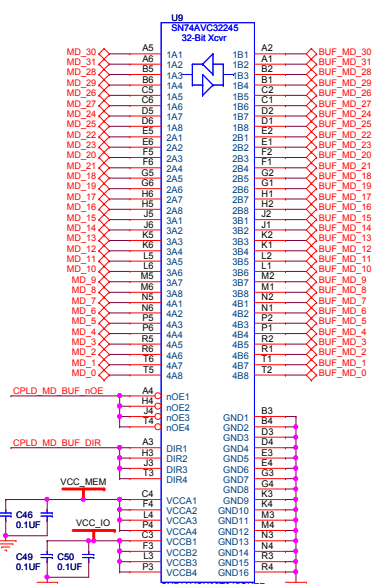 U9
SN74AVC32245
32-Bit Xcvr
MD_30 A5 1A1 1B1 A2 BUF_MD_30
MD_31 A6 1A2 1B2 A1 BUF_MD_31
MD_28 B5 1A3 1B3 B2 BUF_MD_28
MD_29 B6 1A4 1B4 B1 BUF_MD_29
MD_26 C5 1A5 1B5 C2 BUF_MD_26
MD_27 C6 1A6 1B6 C1 BUF_MD_27
MD_24 D5 1A7 1B7 D2 BUF_MD_24
MD_25 D6 1A8 1B8 D1 BUF_MD_25
MD_22 E5 2A1 2B1 E2 BUF_MD_22
MD_23 E6 2A2 2B2 E1 BUF_MD_23
MD_20 F5 2A3 2B3 F2 BUF_MD_20
MD_21 F6 2A4 2B4 F1 BUF_MD_21
MD_18 G5 2A5 2B5 G2 BUF_MD_18
MD_19 G6 2A6 2B6 G1 BUF_MD_19
MD_17 H6 2A7 2B7 H1 BUF_MD_17
MD_16 H5 2A8 2B8 H2 BUF_MD_16
MD_15 J5 3A1 3B1 J2 BUF_MD_15
MD_14 J6 3A2 3B2 J1 BUF_MD_14
MD_13 K5 3A3 3B3 K2 BUF_MD_13
MD_12 K6 3A4 3B4 K1 BUF_MD_12
MD_11 L5 3A5 3B5 L2 BUF_MD_11
MD_10 L6 3A6 3B6 L1 BUF_MD_10
MD_9 M5 3A7 3B7 M2 BUF_MD_9
MD_8 M6 3A8 3B8 M1 BUF_MD_8
MD_7 N5 4A1 4B1 N2 BUF_MD_7
MD_6 N6 4A2 4B2 N1 BUF_MD_6
MD_5 P5 4A3 4B3 P2 BUF_MD_5
MD_4 P6 4A4 4B4 P1 BUF_MD_4
MD_3 R5 4A5 4B5 R2 BUF_MD_3
MD_2 R6 4A6 4B6 R1 BUF_MD_2
MD_1 T6 4A7 4B7 T1 BUF_MD_1
MD_0 T5 4A8 4B8 T2 BUF_MD_0
CPLD_MD_BUF_nOE A4 nOE1
H4 nOE2
J4 nOE3
T4 nOE4
CPLD_MD_BUF_DIR A3 DIR1
H3 DIR2
J3 DIR3
T3 DIR4
GND1 B3
GND2 B4
GND3 D3
GND4 D4
GND5 E3
GND6 E4
GND7 G3
GND8 G4
GND9 K3
GND10 K4
GND11 M3
GND12 M4
GND13 N3
GND14 N4
GND15 R3
GND16 R4
VCC_MEM
C4 VCCA1
F4 VCCA2
L4 VCCA3
P4 VCCA4
C46
0.1UF
VCC_IO
C3 VCCB1
F3 VCCB2
L3 VCCB3
P3 VCCB4
C49
0.1UF
C50
0.1UF